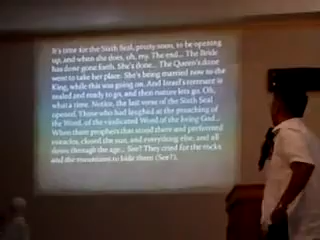 It's time for the Sixth Seal, pretty soon, to be opening
up, and when she does, oh, my. The end... The Bride
has done gone forth. She's done... The Queen's done
went to take her place. She's being married now to the
King, while this was going on. And Israel's remnant is
sealed and ready to go, and then nature lets go. Oh,
what a time. Notice, the last verse of the Sixth Seal
opened. Those who had laughed at the preaching of
the Word, of the vindicated Word of the living God...
When them prophets that stood there and performed
miracles, closed the sun, and everything else, and all
down through the age... See? They cried for the rocks
and the mountains to hide them (See?),